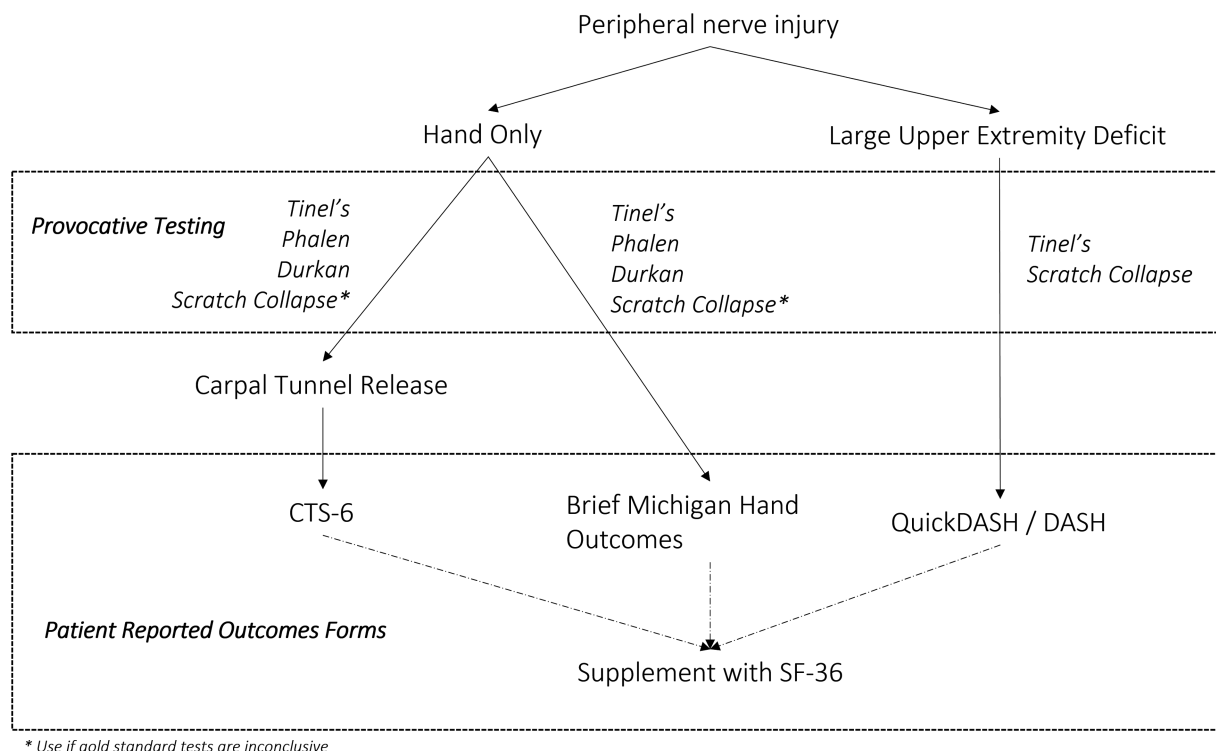 Peripheral nerve injury
Hand Only
Large Upper Extremity Deficit
Provocative Testing
Tinel’s
Phalen
Durkan
Scratch Collapse*
Tinel’s
Phalen
Durkan
Scratch Collapse*
Tinel’s
Scratch Collapse
Carpal Tunnel Release
CTS-6
Brief Michigan Hand
Outcomes
QuickDASH / DASH
Patient Reported Outcomes Forms
Supplement with SF-36
* Use if gold standard tests are inconclusive